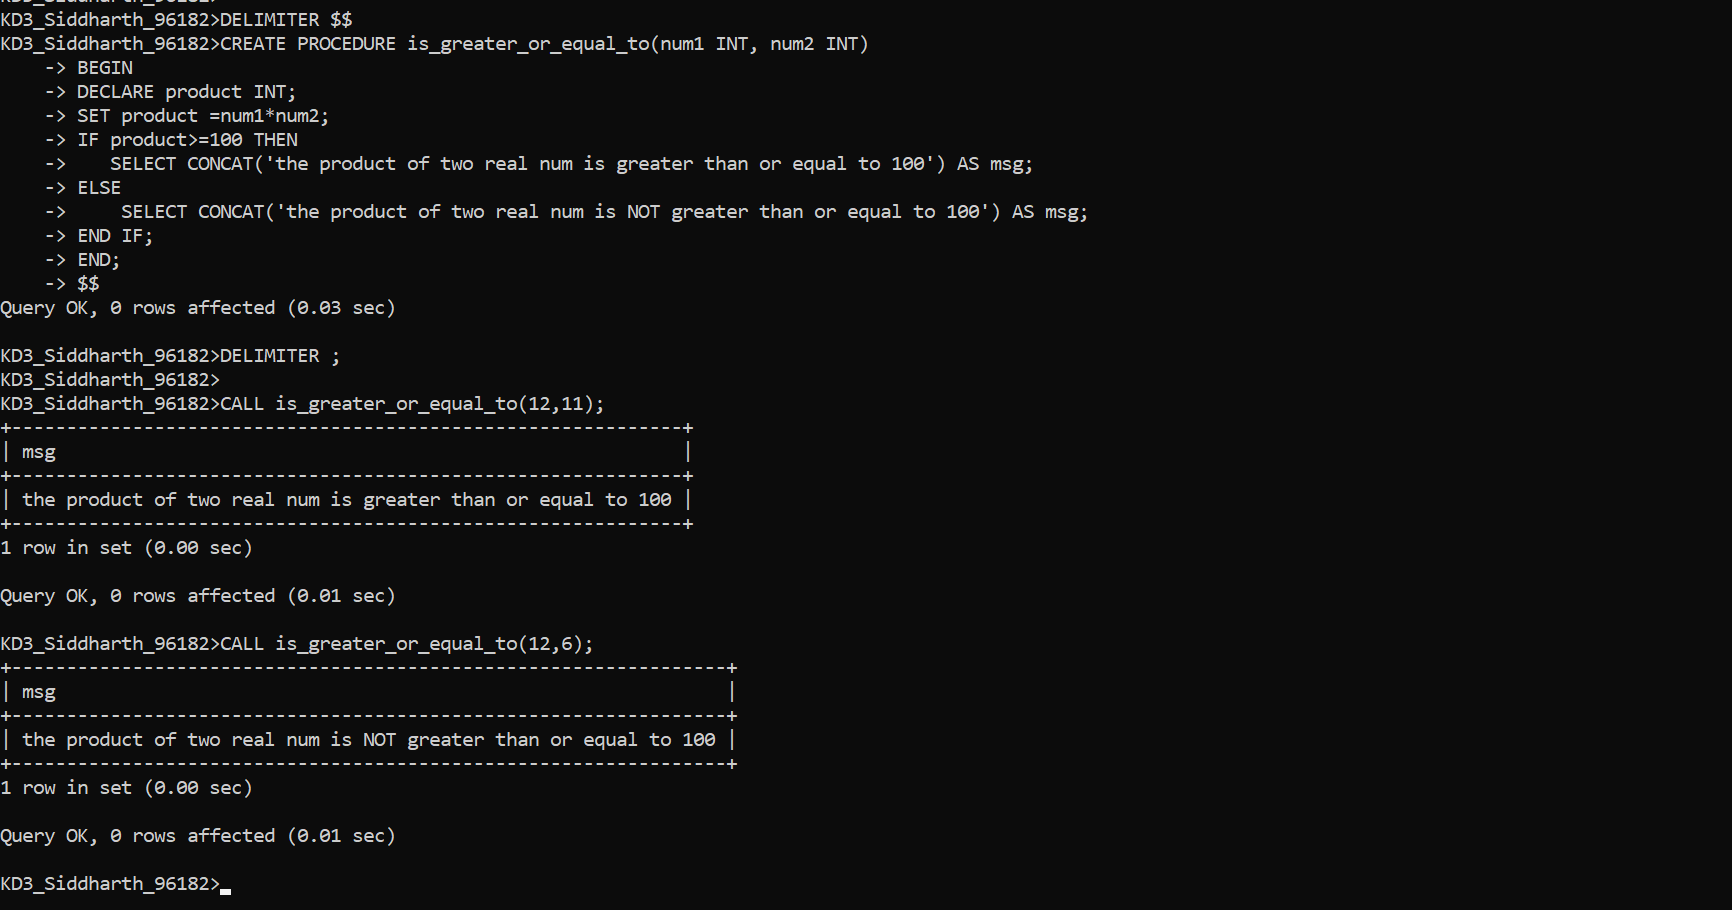 KD3_Siddharth_96182>DELIMITER $$
KD3_Siddharth_96182>CREATE PROCEDURE is_greater_or_equal_to(num1 INT, num2 INT)
    -> BEGIN
    -> DECLARE product INT;
    -> SET product =num1*num2;
    -> IF product>=100 THEN
    ->    SELECT CONCAT('the product of two real num is greater than or equal to 100') AS msg;
    -> ELSE
    ->     SELECT CONCAT('the product of two real num is NOT greater than or equal to 100') AS msg;
    -> END IF;
    -> END;
    -> $$
Query OK, 0 rows affected (0.03 sec)

KD3_Siddharth_96182>DELIMITER ;
KD3_Siddharth_96182>
KD3_Siddharth_96182>CALL is_greater_or_equal_to(12,11);
+-------------------------------------------------------------+
| msg                                                         |
+-------------------------------------------------------------+
| the product of two real num is greater than or equal to 100 |
+-------------------------------------------------------------+
1 row in set (0.00 sec)

Query OK, 0 rows affected (0.01 sec)

KD3_Siddharth_96182>CALL is_greater_or_equal_to(12,6);
+-----------------------------------------------------------------+
| msg                                                             |
+-----------------------------------------------------------------+
| the product of two real num is NOT greater than or equal to 100 |
+-----------------------------------------------------------------+
1 row in set (0.00 sec)

Query OK, 0 rows affected (0.01 sec)

KD3_Siddharth_96182>